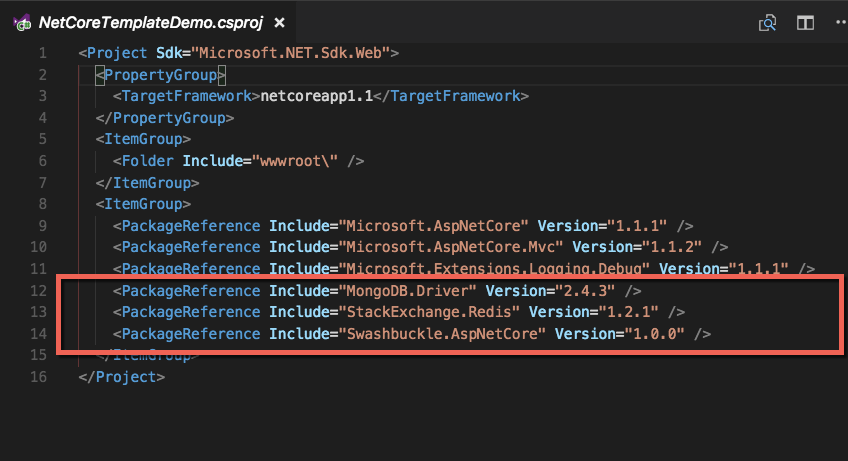 NetCoreTemplateDemo.csproj
1 <Project Sdk="Microsoft.NET.Sdk.Web">
2 <PropertyGroup>
3 <TargetFramework>netcoreapp1.1</TargetFramework>
4 </PropertyGroup>
5 <ItemGroup>
6 <Folder Include="wwwroot\" />
7 </ItemGroup>
8 <ItemGroup>
9 <PackageReference Include="Microsoft.AspNetCore" Version="1.1.1" />
10 <PackageReference Include="Microsoft.AspNetCore.Mvc" Version="1.1.2" />
11 <PackageReference Include="Microsoft.Extensions.Logging.Debug" Version="1.1.1" />
12 <PackageReference Include="MongoDB.Driver" Version="2.4.3" />
13 <PackageReference Include="StackExchange.Redis" Version="1.2.1" />
14 <PackageReference Include="Swashbuckle.AspNetCore" Version="1.0.0" />
15 </ItemGroup>
16 </Project>